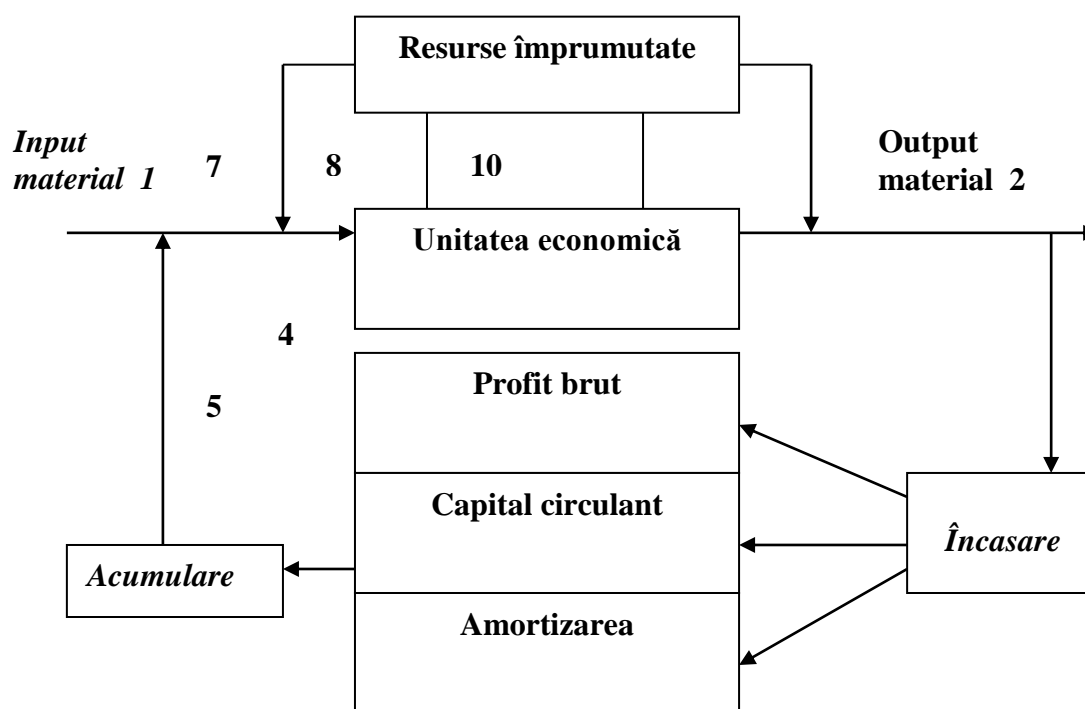 Resurse împrumutate
Input
material 1
7
8
10
Output
material 2
Unitatea economică
4
Profit brut
5
Capital circulant
Încasare
Acumulare
Amortizarea